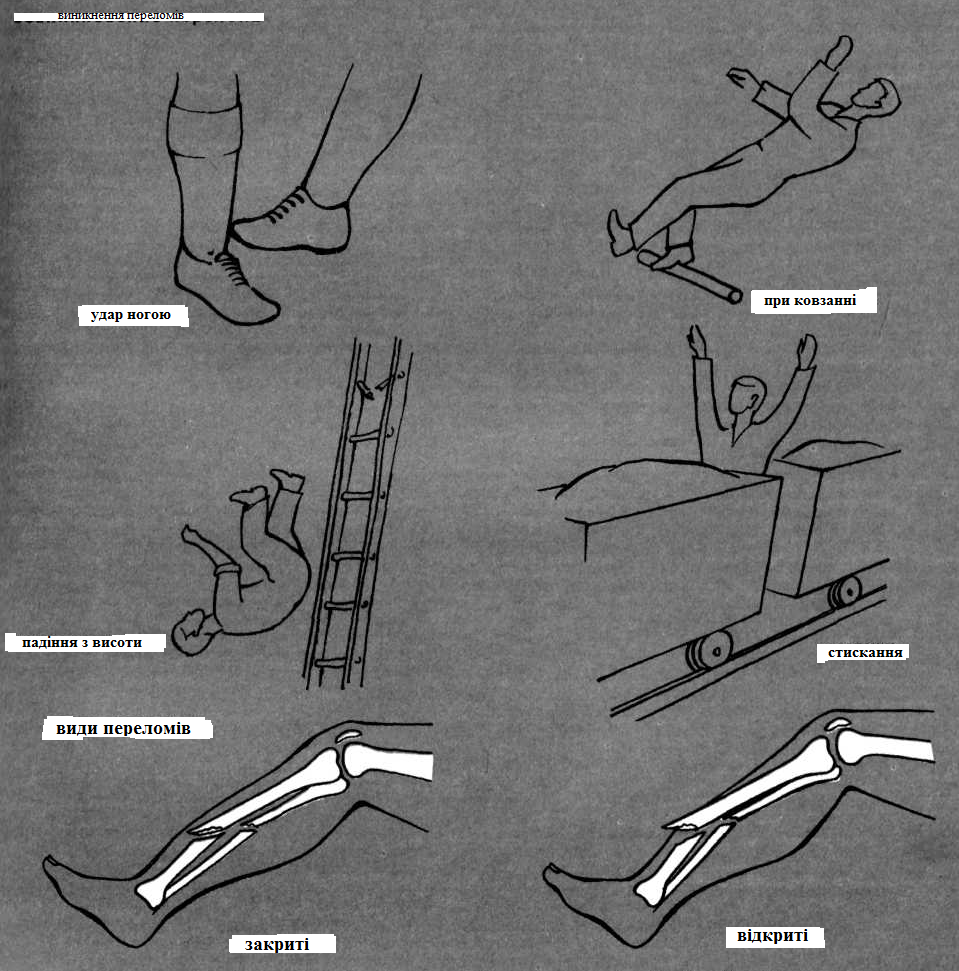 виникнення переломів
удар ногою
при ковзанні
падіння з висоти
стискання
види переломів
закриті
відкриті